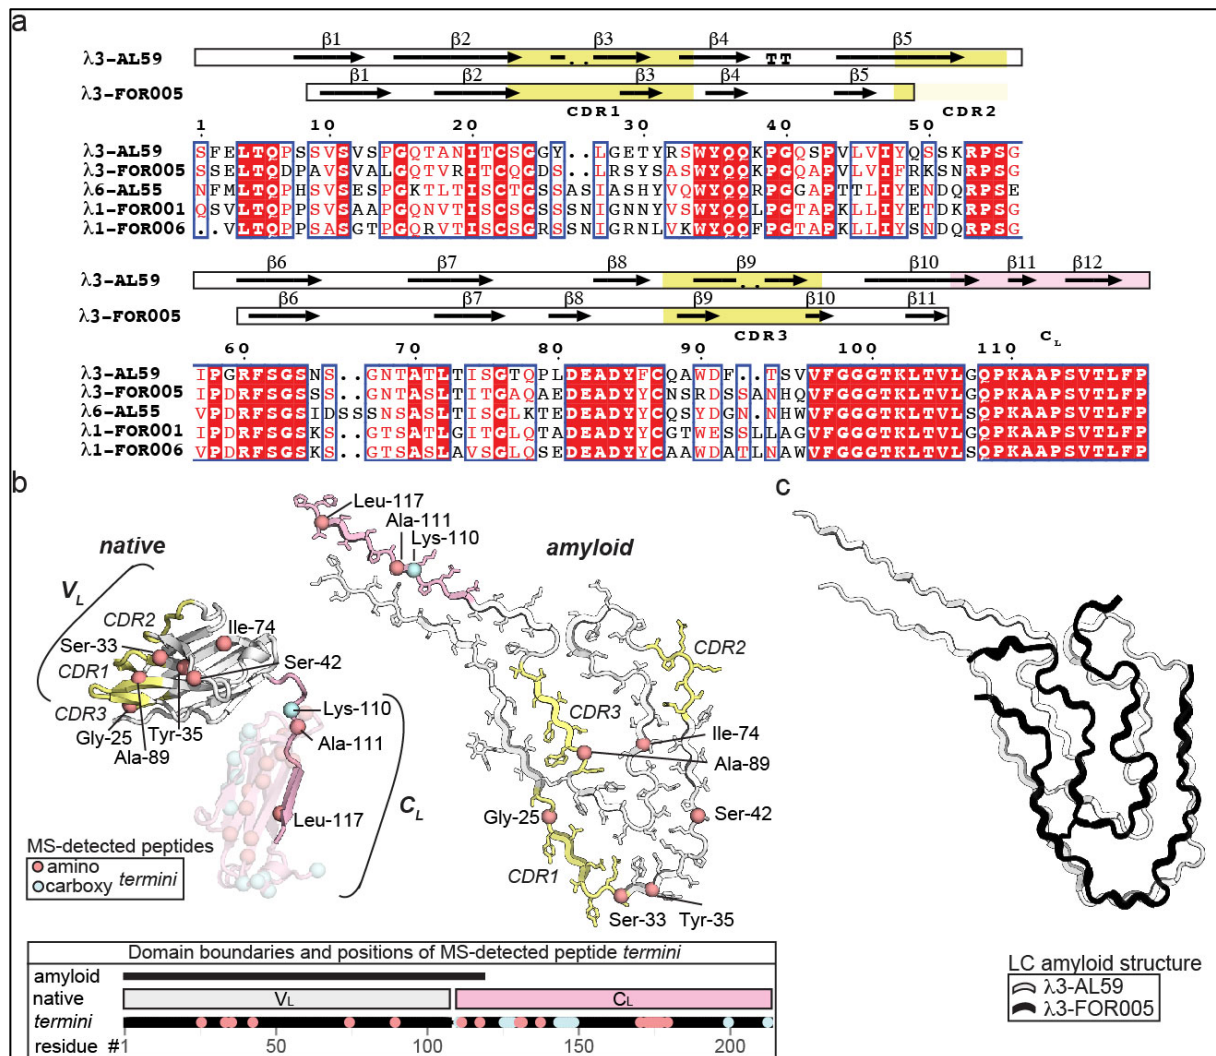 a
β1 β2 β3 β4 β5
λ3-AL59 .. TT
β1 β2 β3 β4 β5
λ3-FOR005
CDR1 CDR2
1 10 20 30 40 50
λ3-AL59 SFELTQPSSVSVSPGQTANITCSGGY..LGETYRSWYQQKPGQSPVLVIYQSSKRPSG
λ3-FOR005 SSELTQDPAVSVALGQTVRITCQGDS..LRSYSASWYQQKPGQAPVLVIFRKSNRPSG
λ6-AL55 NFMLTQPHSVSESPGKTLTISCTGSSASIASHYVQWYQQRPGGAPTTLIYENDQRPSE
λ1-FOR001 QSVLTQPPSVSAAPGQNVTISCSGSSSNIGNNYVSWYQQLPGTAPKLLIYETDKRPSG
λ1-FOR006 ..VLTQPPSASGTPGQRVTISCSGRSSNIGRNLVKWYQQFPGTAPKLLIYSNDQRPSG
β6 β7 β8 β9 β10 β11 β12
λ3-AL59 ..
β6 β7 β8 β9 β10 β11
λ3-FOR005
CDR3 CL
60 70 80 90 100 110
λ3-AL59 IPGRFSGSNS..GNTATLTISGTQPLDEADYFCQAWDF..TSVVFGGGTKLTVLGQPKAAPSVTLFP
λ3-FOR005 IPDRFSGSSS..GNTASLTITGAQAEDEADYYCNSRDSSANHQVFGGGTKLTVLSQPKAAPSVTLFP
λ6-AL55 VPDRFSGSIDSSSNSASLTISGLKTEDEADYYCQSYDGN.NHWVFGGGTKLTVLGQPKAAPSVTLFP
λ1-FOR001 IPDRFSGSKS..GTSATLGITGLQTADEADYYCGTWESSLLAGVFGGGTKLTVLGQPKAAPSVTLFP
λ1-FOR006 VPDRFSGSKS..GTSASLAVSGLQSEDEADYYCAAWDATLNAWVFGGGTKLTVLSQPKAAPSVTLFP
b
native
VL
CDR2
Ser-33
CDR1
CDR3
Gly-25
Ala-89
Tyr-35
Ile-74
Ser-42
Lys-110
Ala-111
Leu-117
CL
MS-detected peptides
amino
carboxy
termini
amyloid
Leu-117
Ala-111
Lys-110
CDR2
CDR3
Ile-74
Ala-89
Gly-25
Ser-42
CDR1
Ser-33
Tyr-35
c
LC amyloid structure
λ3-AL59
λ3-FOR005
Domain boundaries and positions of MS-detected peptide termini
amyloid
native VL CL
termini
residue #1 50 100 150 200